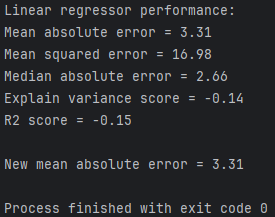 Linear regressor performance:
Mean absolute error = 3.31
Mean squared error = 16.98
Median absolute error = 2.66
Explain variance score = -0.14
R2 score = -0.15
New mean absolute error = 3.31
Process finished with exit code 0